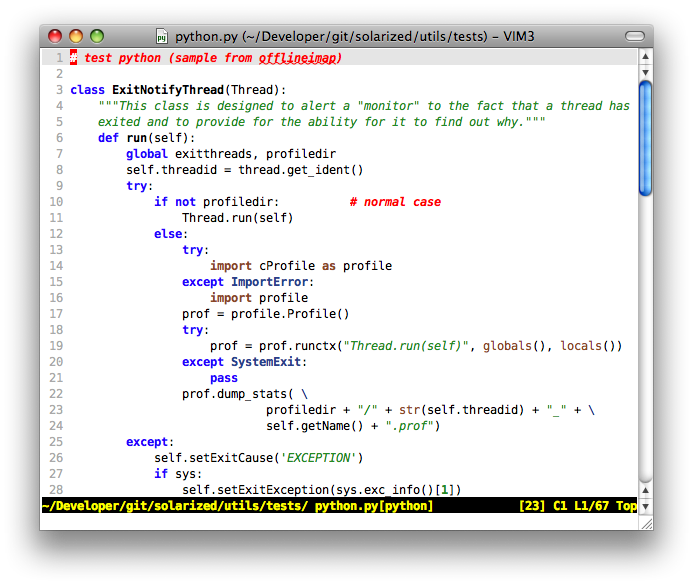 python.py (~/Developer/git/solarized/utils/tests) – VIM3
1 # test python (sample from offlineimap)
2
3 class ExitNotifyThread(Thread):
4     """This class is designed to alert a "monitor" to the fact that a thread has
5     exited and to provide for the ability for it to find out why."""
6     def run(self):
7         global exitthreads, profiledir
8         self.threadid = thread.get_ident()
9         try:
10             if not profiledir:          # normal case
11                 Thread.run(self)
12             else:
13                 try:
14                     import cProfile as profile
15                 except ImportError:
16                     import profile
17                 prof = profile.Profile()
18                 try:
19                     prof = prof.runctx("Thread.run(self)", globals(), locals())
20                 except SystemExit:
21                     pass
22                 prof.dump_stats( \
23                             profiledir + "/" + str(self.threadid) + "_" + \
24                             self.getName() + ".prof")
25         except:
26             self.setExitCause('EXCEPTION')
27             if sys:
28                 self.setExitException(sys.exc_info()[1])
~/Developer/git/solarized/utils/tests/ python.py[python] [23] C1 L1/67 Top